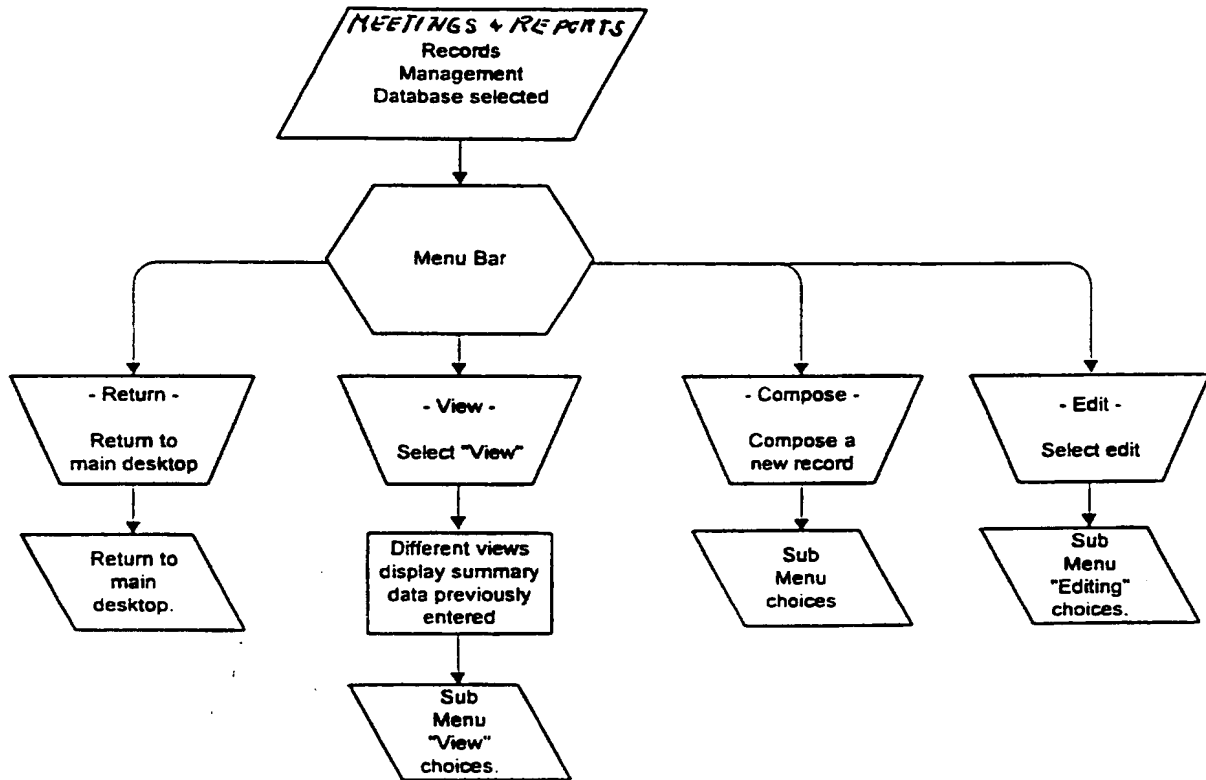 MEETINGS & REPORTS
Records
Management
Database selected
Menu Bar
- Return -
Return to
main desktop
- View -
Select "View"
- Compose -
Compose a
new record
- Edit -
Select edit
Return to
main
desktop.
Different views
display summary
data previously
entered
Sub
Menu
choices
Sub
Menu
"Editing"
choices.
Sub
Menu
"View"
choices.